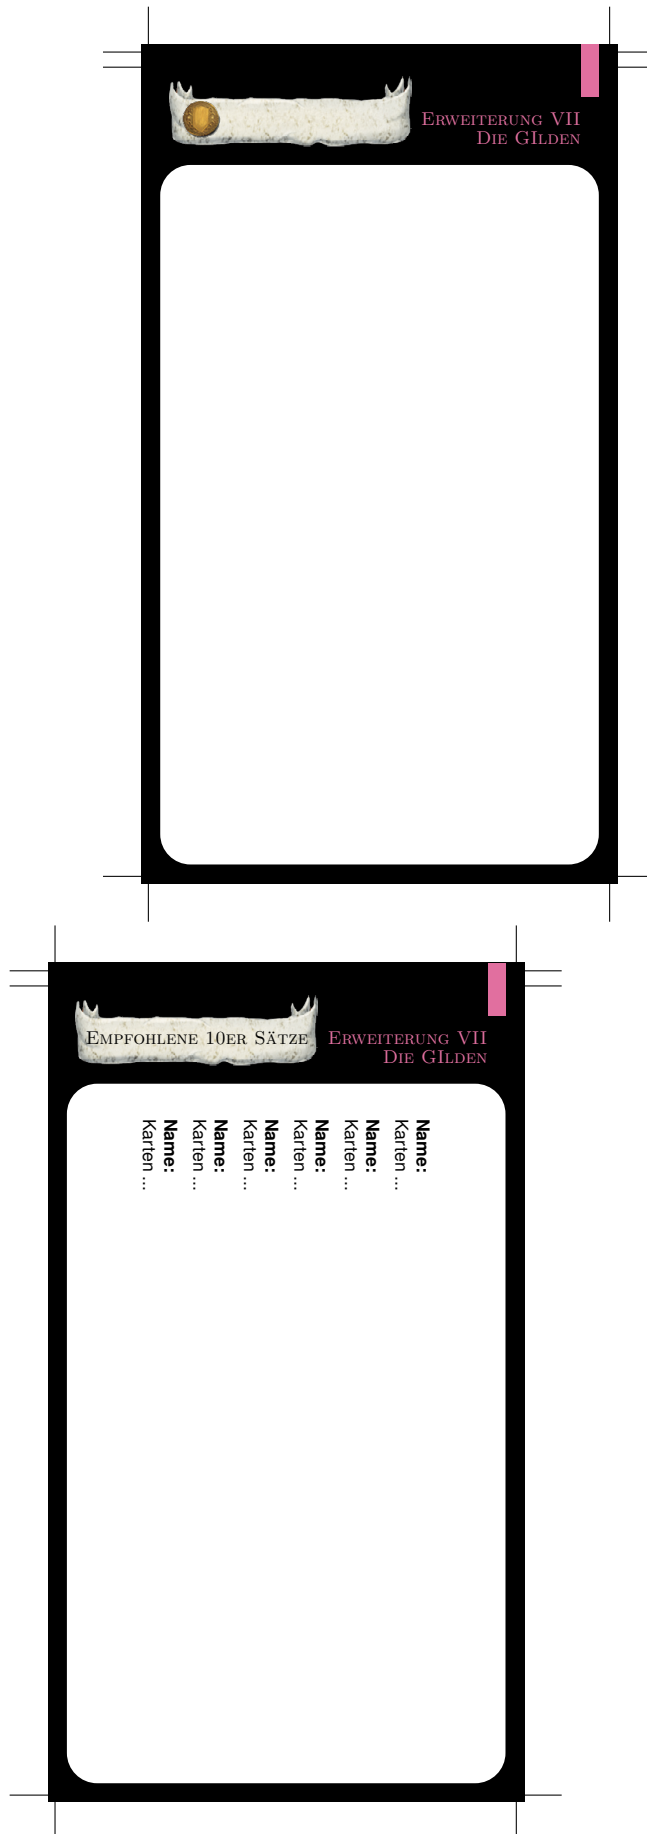 Erweiterung VII
Die GIlden
Empfohlene 10er Sätze
Erweiterung VII
Die GIlden
Name:
Karten ...
Name:
Karten ...
Name:
Karten ...
Name:
Karten ...
Name:
Karten ...
Name:
Karten ...